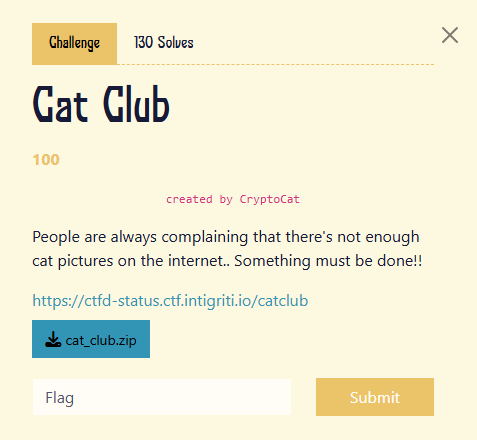 Challenge 130 Solves
Cat Club
100
created by CryptoCat
People are always complaining that there's not enough
cat pictures on the internet.. Something must be done!!
https://ctfd-status.ctf.intigriti.io/catclub
cat_club.zip
Flag Submit